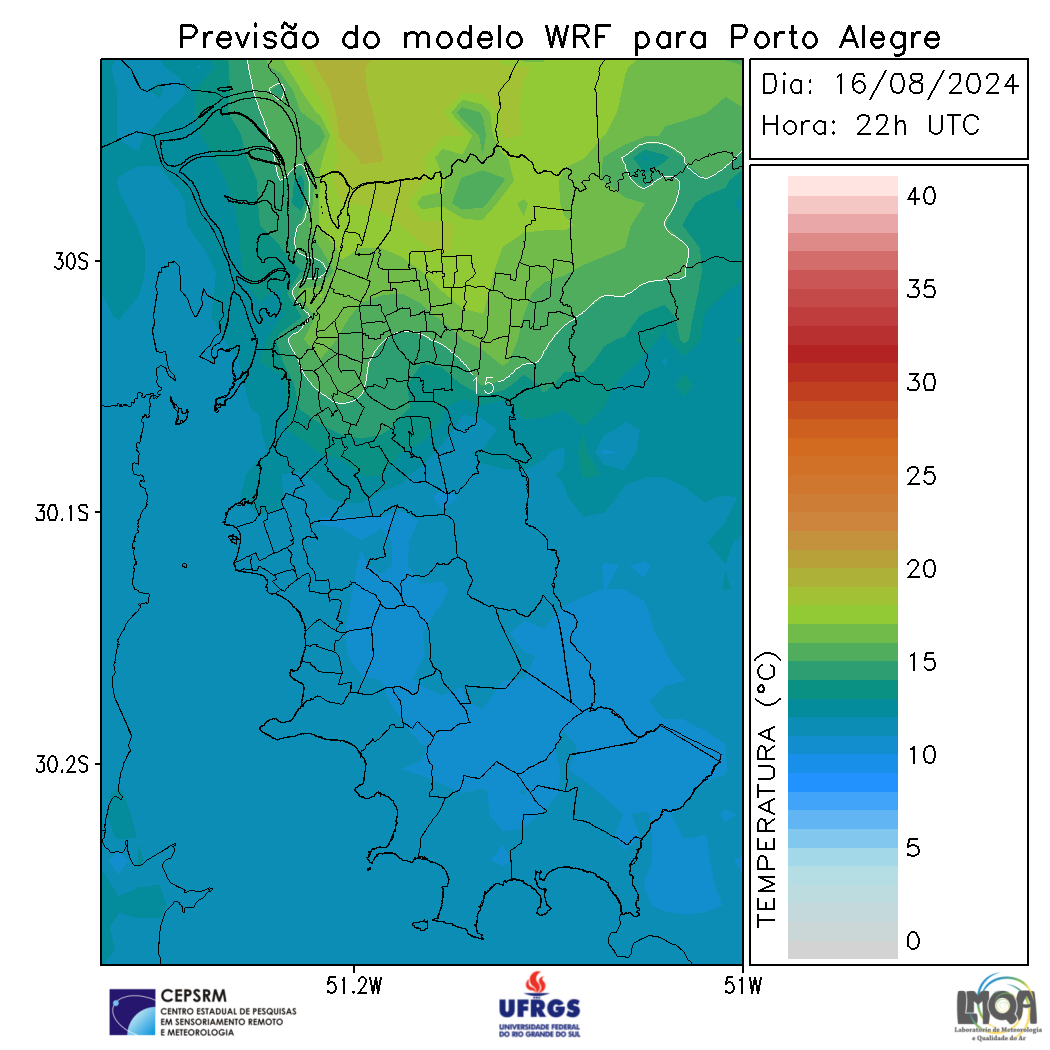 Previsão do modelo WRF para Porto Alegre
Dia: 16/08/2024
Hora: 22h UTC
40
35
30
25
20
15
10
5
0
TEMPERATURA (°C)
30S
30.1S
30.2S
15
51.2W
51W
CEPSRM
CENTRO ESTADUAL DE PESQUISAS
EM SENSORIAMENTO REMOTO
E METEOROLOGIA
UFRGS
UNIVERSIDADE FEDERAL
DO RIO GRANDE DO SUL
LMQA
Laboratório de Meteorologia
e Qualidade do Ar